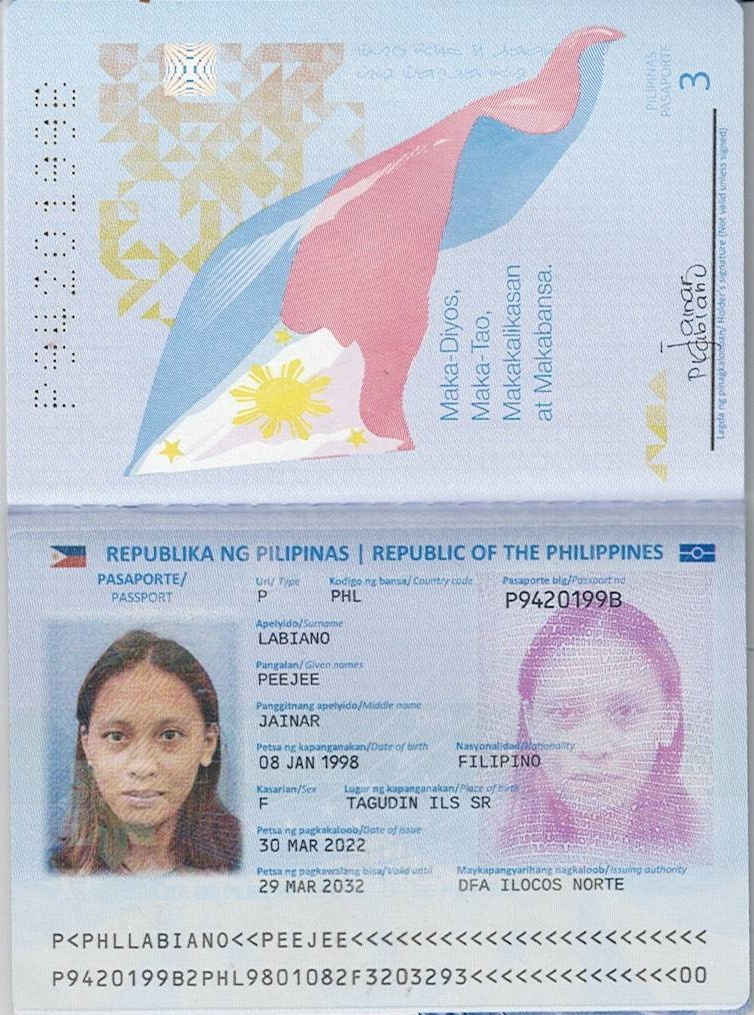 P9420199B
PILIPINAS
PASAPORTE
3
Maka-Diyos,
Maka-Tao,
Makakalikasan
at Makabansa.
Jainar
PLabiano
Lagda ng pinagkalooban/ Holder's signature (Not valid unless signed)
REPUBLIKA NG PILIPINAS | REPUBLIC OF THE PHILIPPINES
PASAPORTE/
PASSPORT
Uri/ Type
Kodigo ng bansa/ Country code
Pasaporte blg/Passport no
P
PHL
P9420199B
Apelyido/Surname
LABIANO
Pangalan/ Given names
PEEJEE
Panggitnang apelyido/Middle name
JAINAR
Petsa ng kapanganakan/Date of birth
Nasyonalidad/Nationality
08 JAN 1998
FILIPINO
Kasarian/Sex
Lugar ng kapanganakan/Place of birth
F
TAGUDIN ILS SR
Petsa ng pagkakaloob/Date of issue
30 MAR 2022
Petsa ng pagkawalang bisa/Valid until
Maykapangyarihang nagkaloob/Issuing authority
29 MAR 2032
DFA ILOCOS NORTE
P<PHLLABIANO<<PEEJEE<<<<<<<<<<<<<<<<<<<<<<<<
P9420199B2PHL9801082F3203293<<<<<<<<<<<<<<00